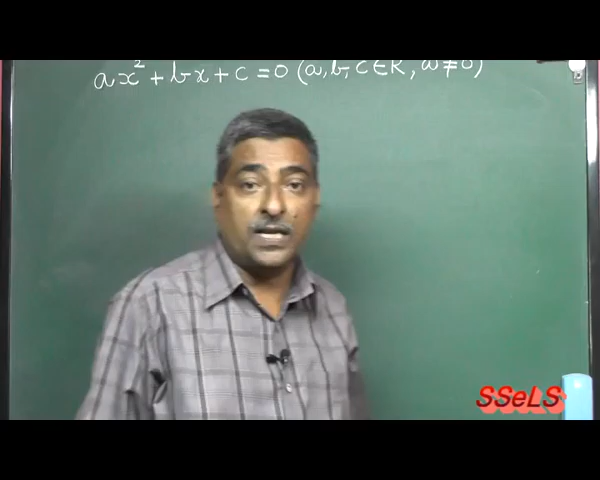 ax² + bx + c = 0 (a, b, c ∈ R, a ≠ 0)
SSeLS